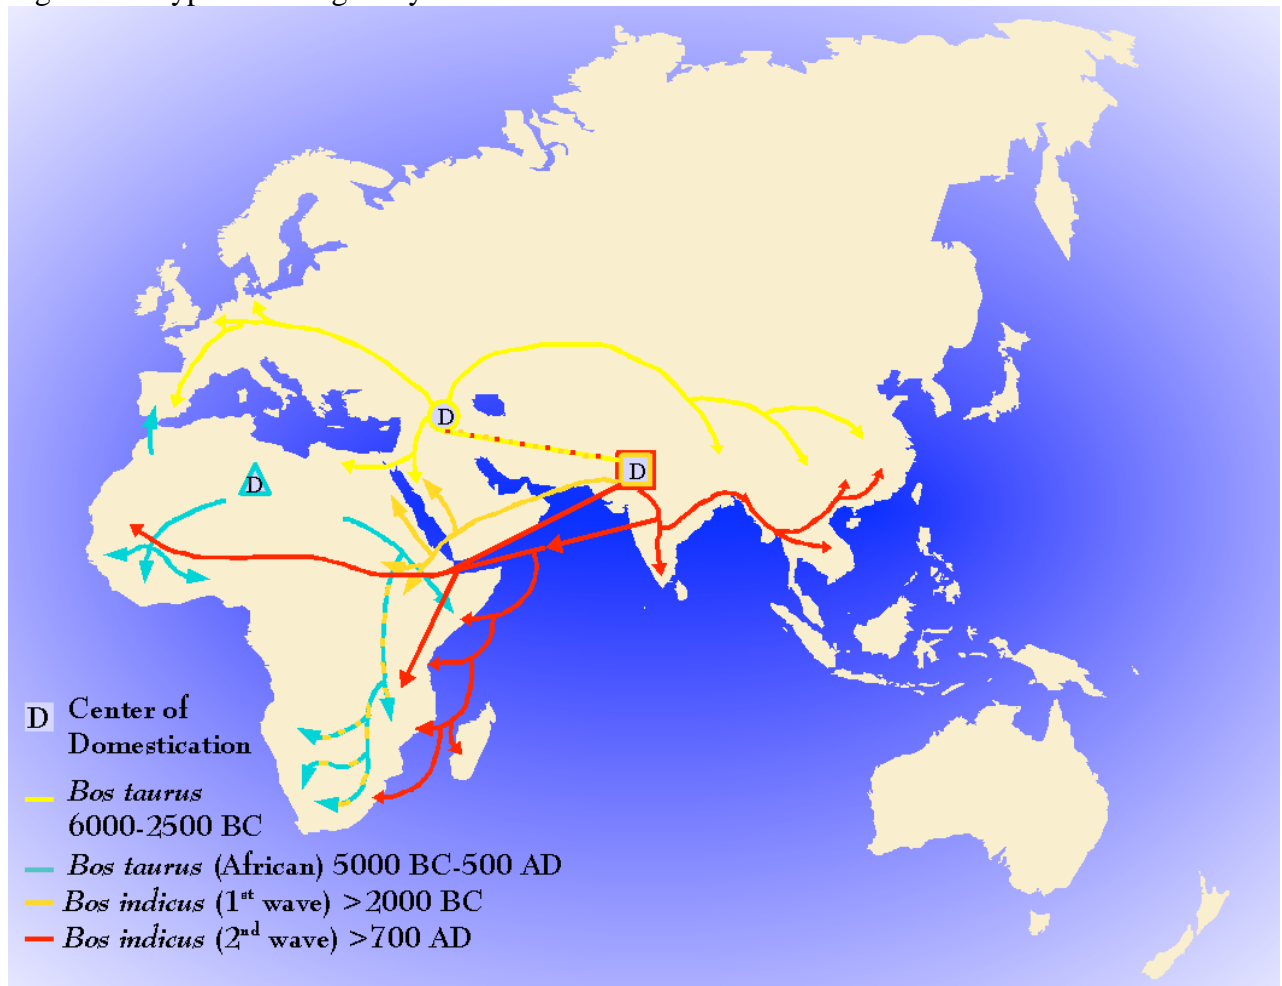 D
D
D
D Center of
Domestication
Bos taurus
6000-2500 BC
Bos taurus (African) 5000 BC-500 AD
Bos indicus (1st wave) >2000 BC
Bos indicus (2nd wave) >700 AD